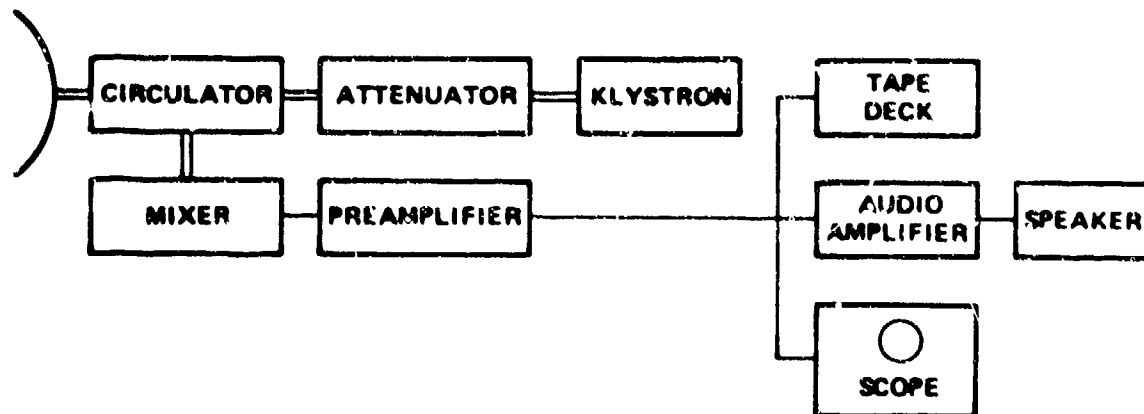 CIRCULATOR
ATTENUATOR
KLYSTRON
TAPE
DECK
MIXER
PREAMPLIFIER
AUDIO
AMPLIFIER
SPEAKER
SCOPE